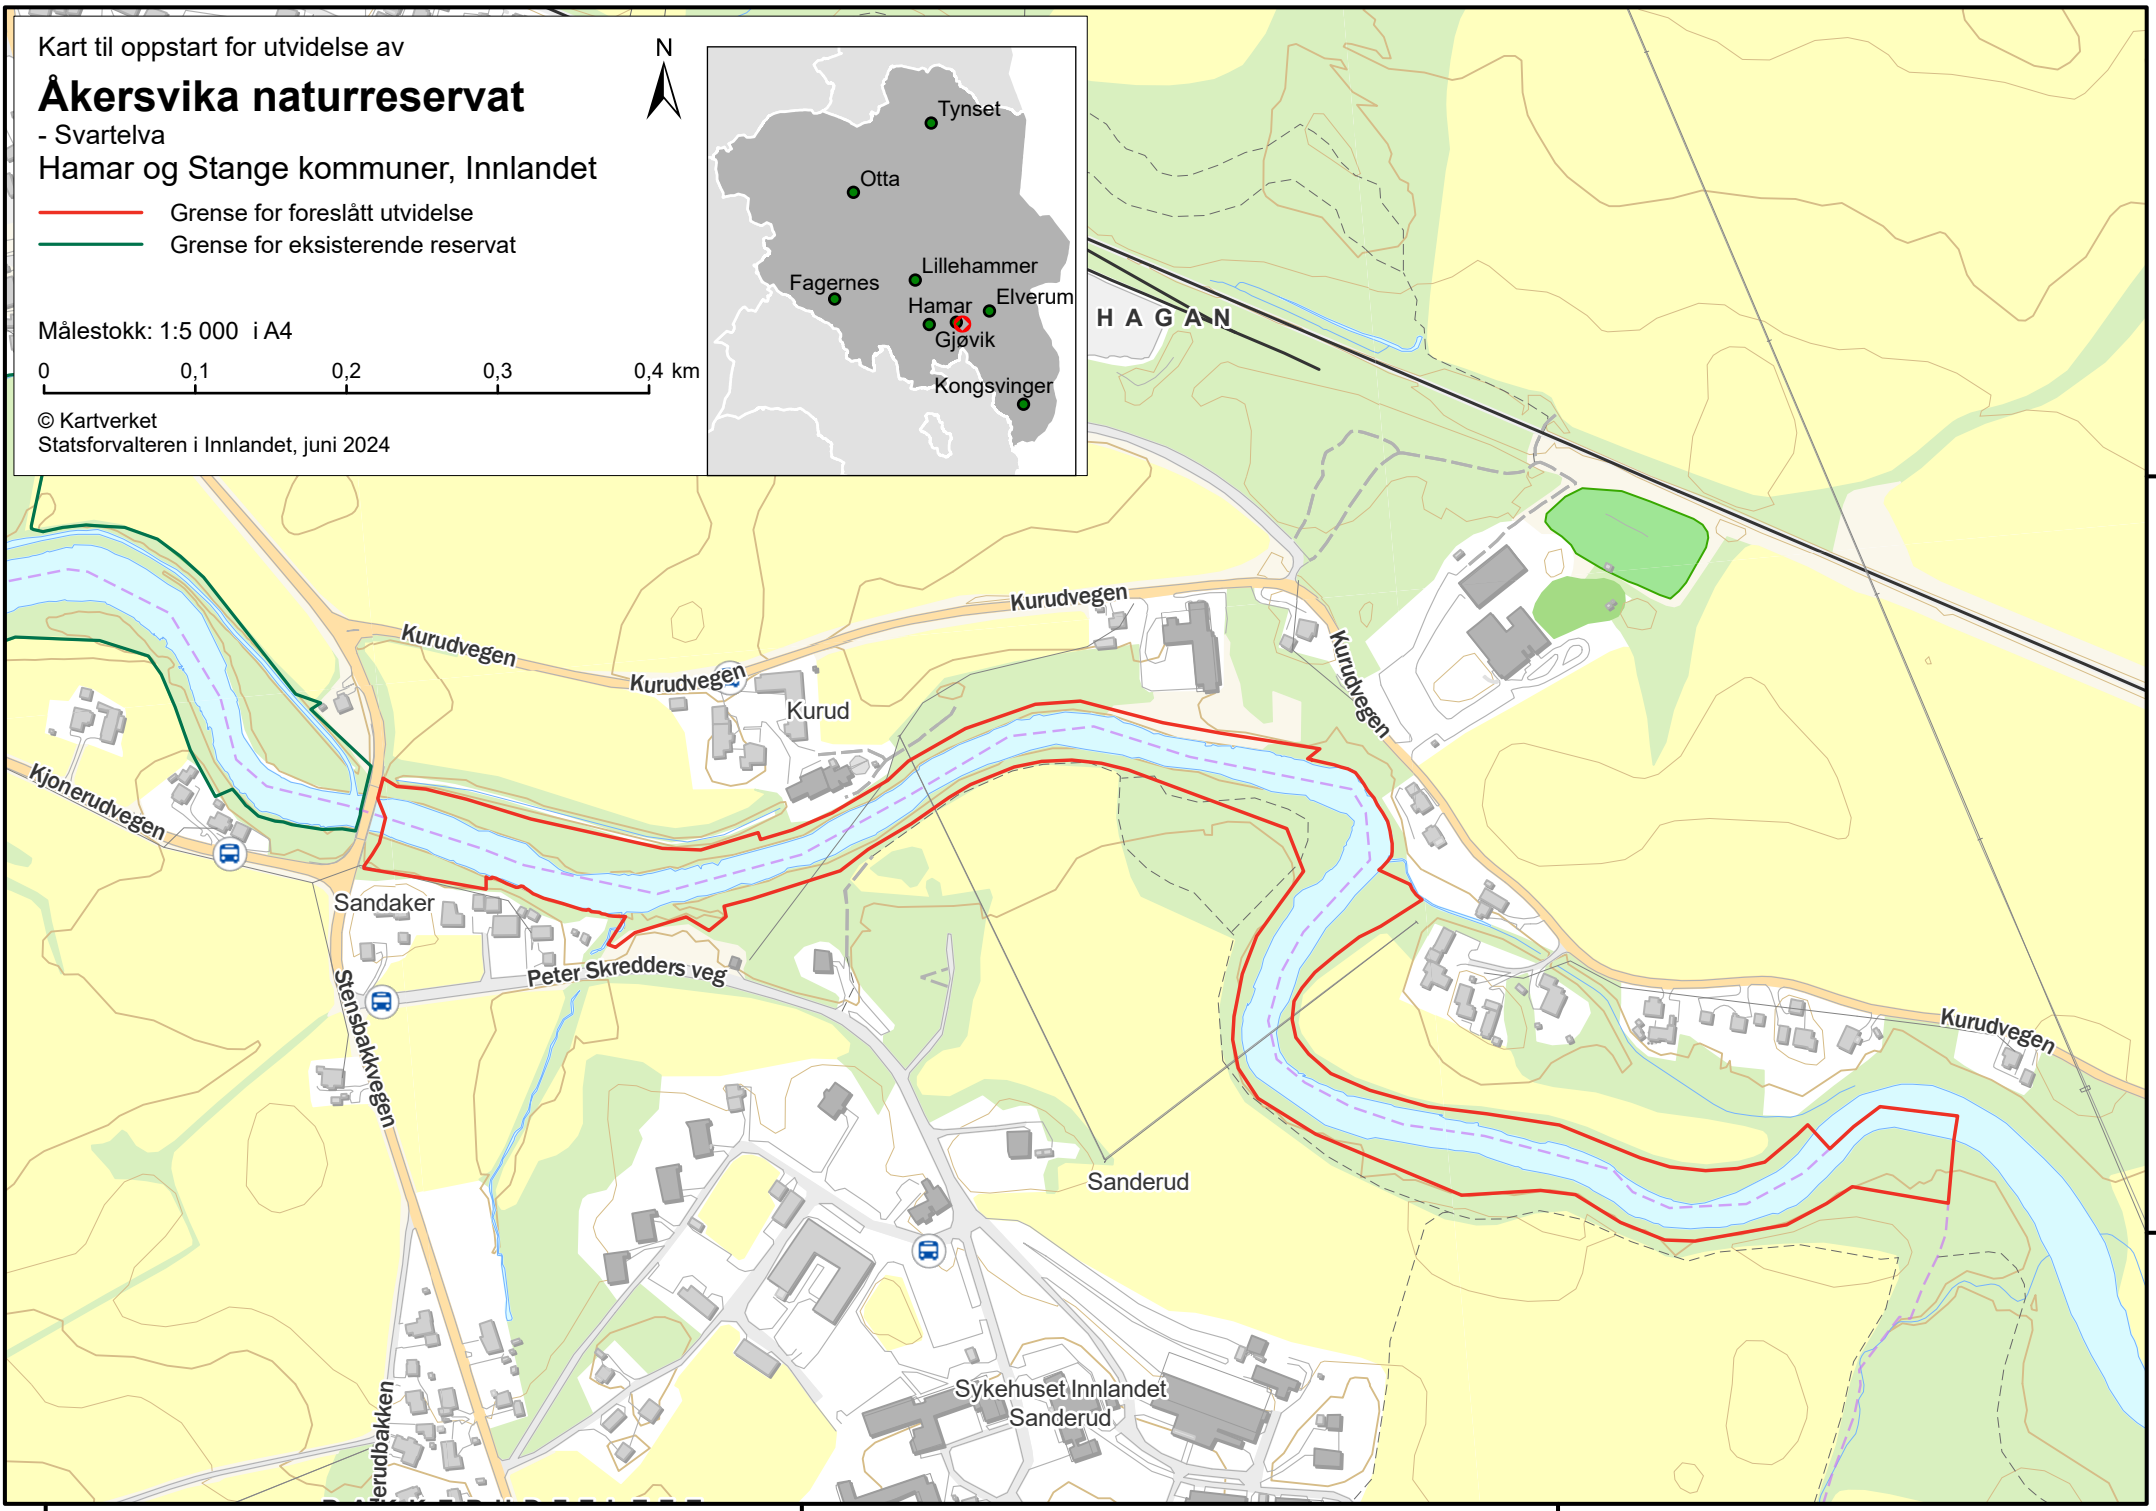 Kart til oppstart for utvidelse av
Åkersvika naturreservat
- Svartelva
Hamar og Stange kommuner, Innlandet
Grense for foreslått utvidelse
Grense for eksisterende reservat
Målestokk: 1:5 000 i A4
0 0,1 0,2 0,3 0,4 km
© Kartverket
Statsforvalteren i Innlandet, juni 2024
N
Tynset
Otta
Lillehammer
Fagernes
Elverum
Hamar
Gjøvik
Kongsvinger
HAGAN
Kurudvegen
Kurudvegen
Kurudvegen
Kurudvegen
Kurud
Kjonerudvegen
Sandaker
Peter Skredders veg
Stensbakkvegen
Kurudvegen
Sanderud
Sykehuset Innlandet
Sanderud